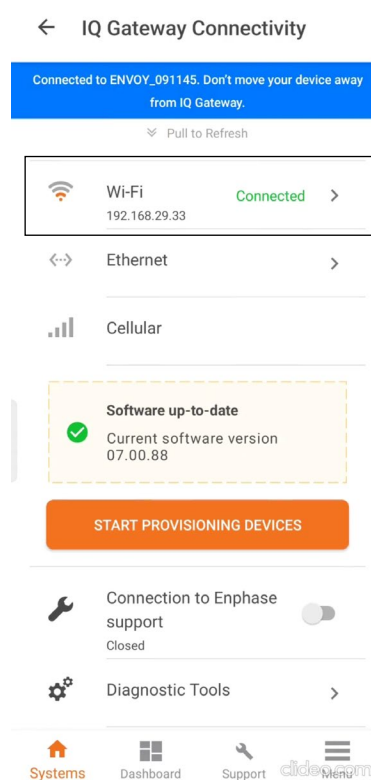 IQ Gateway Connectivity
Connected to ENVOY_091145. Don't move your device away
from IQ Gateway.
Pull to Refresh
Wi-Fi
Connected
192.168.29.33
Ethernet
Cellular
Software up-to-date
Current software version
07.00.88
START PROVISIONING DEVICES
Connection to Enphase
support
Closed
Diagnostic Tools
Systems
Dashboard
Support
Menu
clideo.com